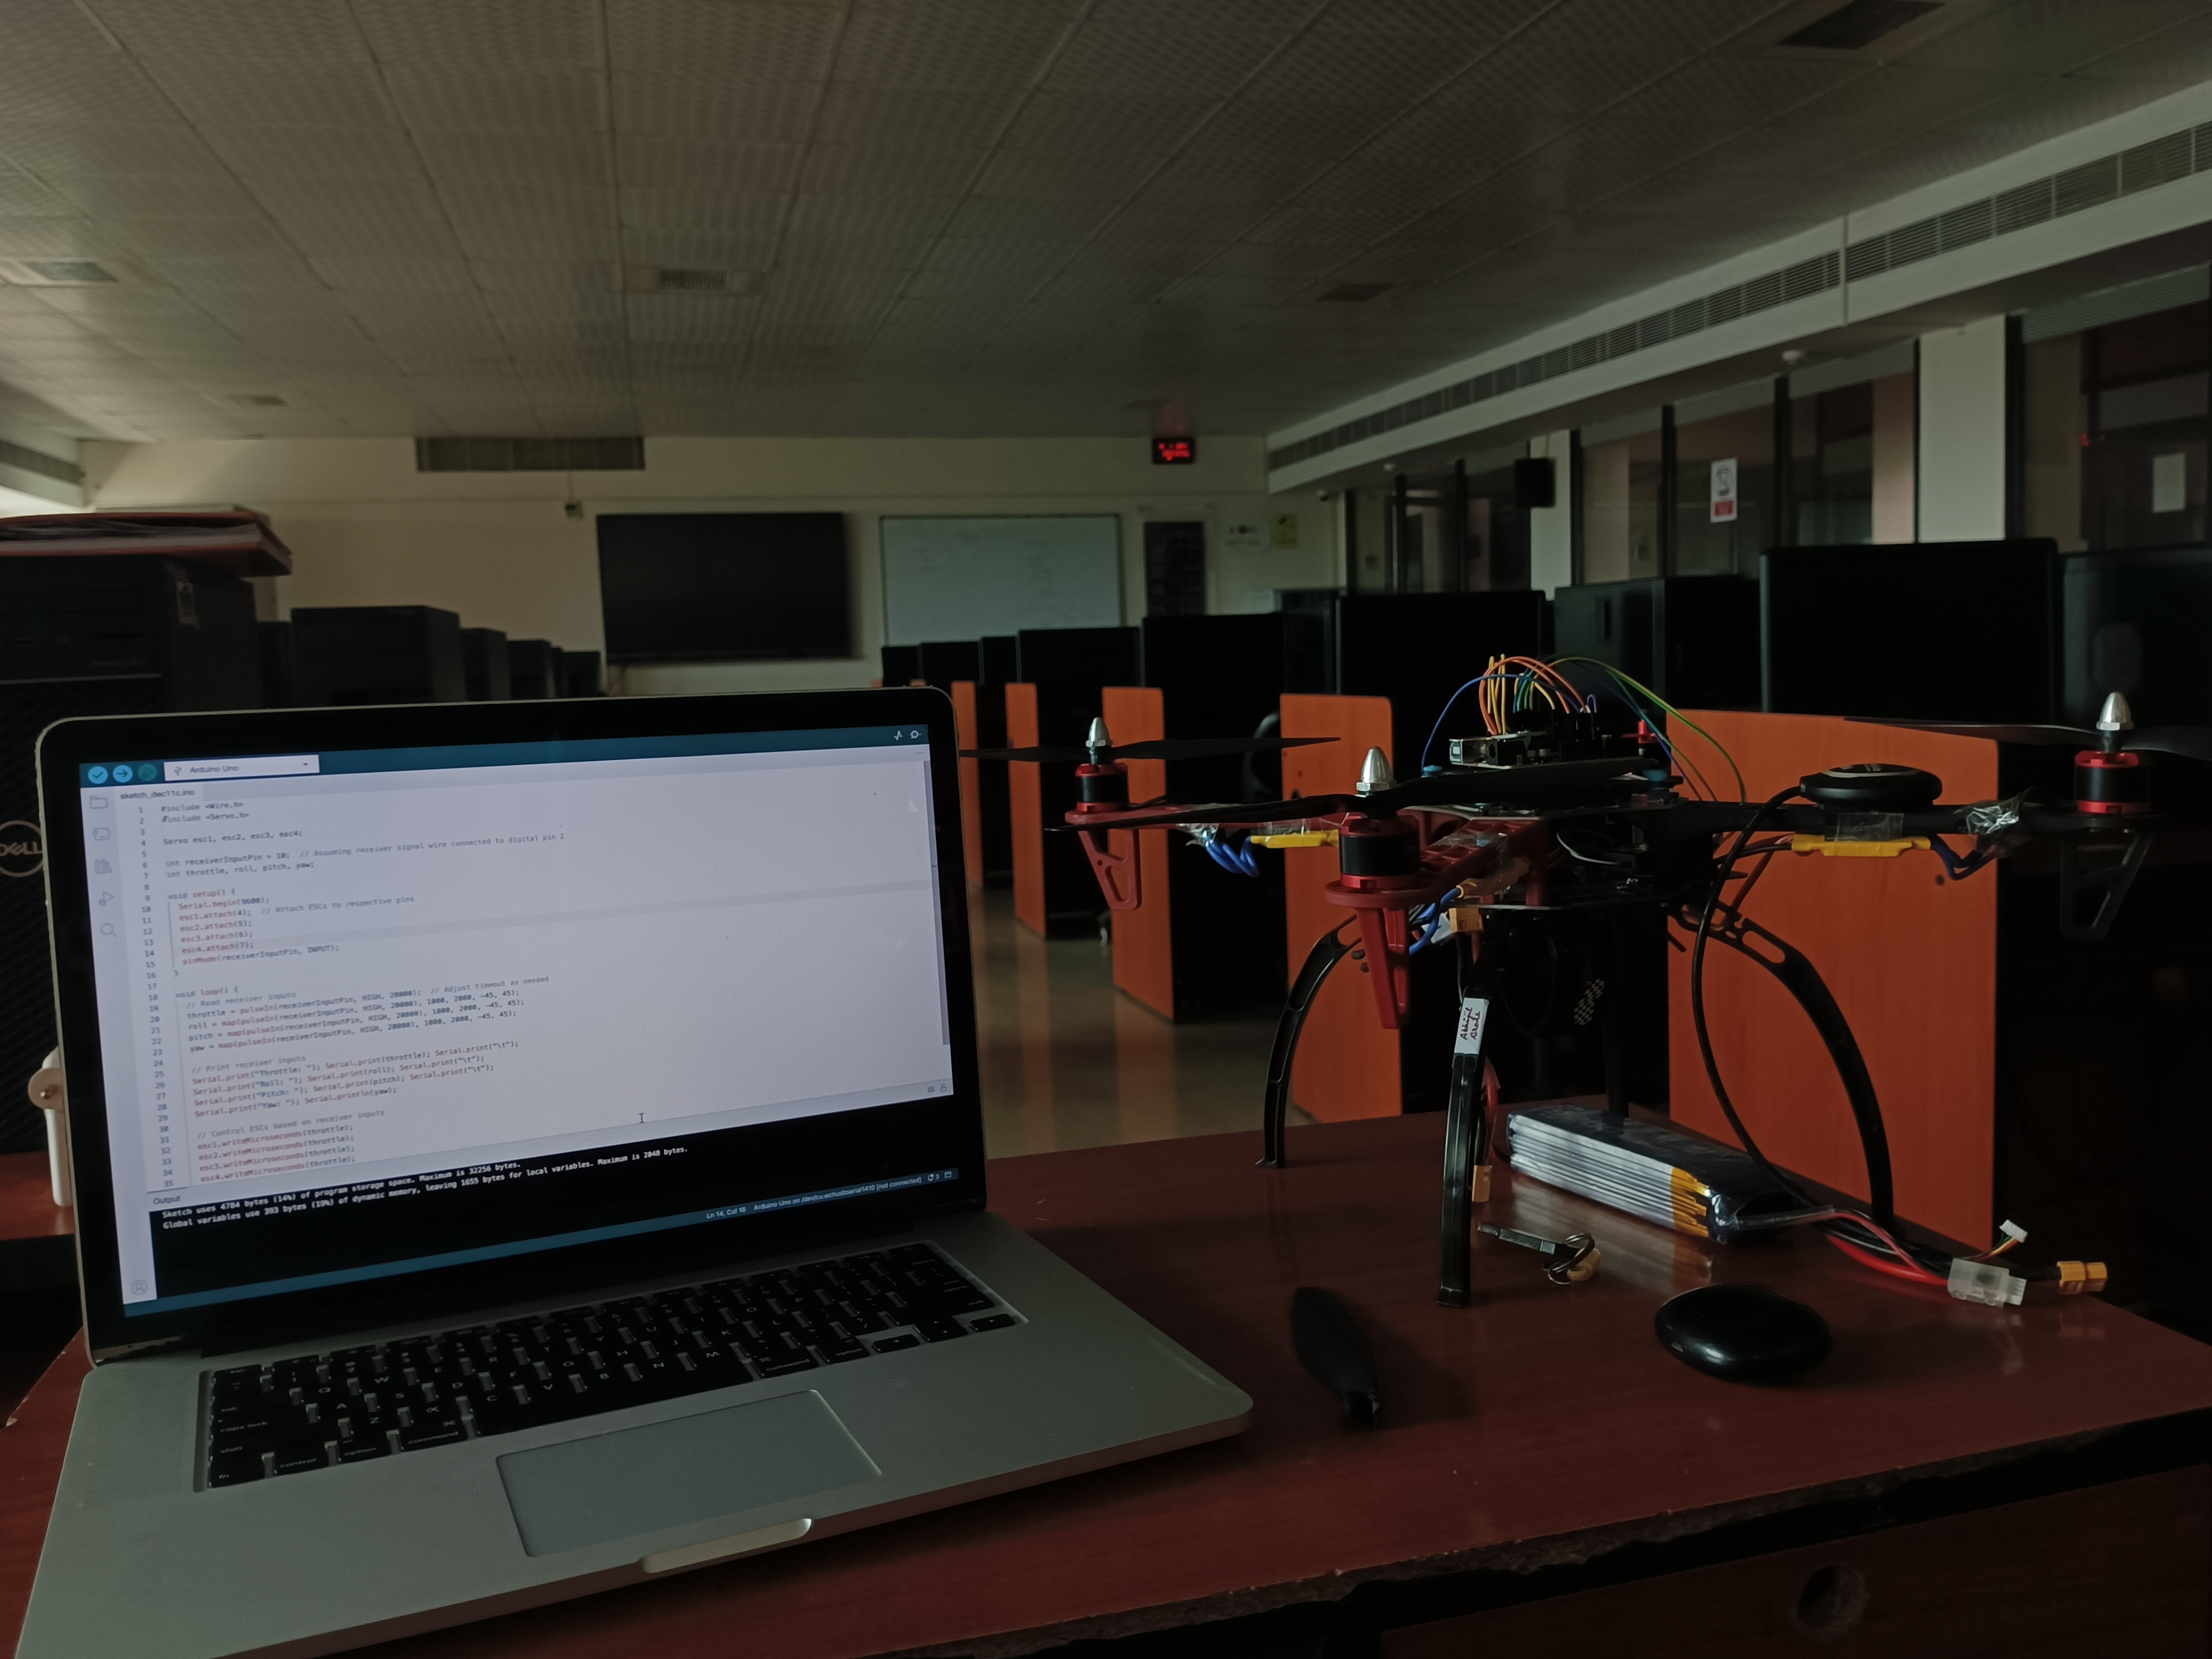 Arduino Uno
sketch_dec11c.ino
1 #include <Wire.h>
2 #include <Servo.h>
3
4 Servo esc1, esc2, esc3, esc4;
5
6 int receiverInputPin = 10; // Assuming receiver signal wire connected to digital pin 2
7 int throttle, roll, pitch, yaw;
8
9 void setup() {
10 Serial.begin(9600);
11 esc1.attach(4); // Attach ESCs to respective pins
12 esc2.attach(5);
13 esc3.attach(6);
14 esc4.attach(7);
15 pinMode(receiverInputPin, INPUT);
16 }
17
18 void loop() {
19 // Read receiver inputs
20 throttle = pulseIn(receiverInputPin, HIGH, 20000); // Adjust timeout as needed
21 roll = map(pulseIn(receiverInputPin, HIGH, 20000), 1000, 2000, -45, 45);
22 pitch = map(pulseIn(receiverInputPin, HIGH, 20000), 1000, 2000, -45, 45);
23 yaw = map(pulseIn(receiverInputPin, HIGH, 20000), 1000, 2000, -45, 45);
24
25 // Print receiver inputs
26 Serial.print("Throttle: "); Serial.print(throttle); Serial.print("\t");
27 Serial.print("Roll: "); Serial.print(roll); Serial.print("\t");
28 Serial.print("Pitch: "); Serial.print(pitch); Serial.print("\t");
29 Serial.print("Yaw: "); Serial.println(yaw);
30
31 // Control ESCs based on receiver inputs
32 esc1.writeMicroseconds(throttle);
33 esc2.writeMicroseconds(throttle);
34 esc3.writeMicroseconds(throttle);
35 esc4.writeMicroseconds(throttle);
Output
Sketch uses 4704 bytes (14%) of program storage space. Maximum is 32256 bytes.
Global variables use 393 bytes (19%) of dynamic memory, leaving 1655 bytes for local variables. Maximum is 2048 bytes.
Ln 14, Col 18 Arduino Uno on /dev/cu.wchusbserial1410 [not connected]
DELL
command
option
control
fn
caps lock
command
option